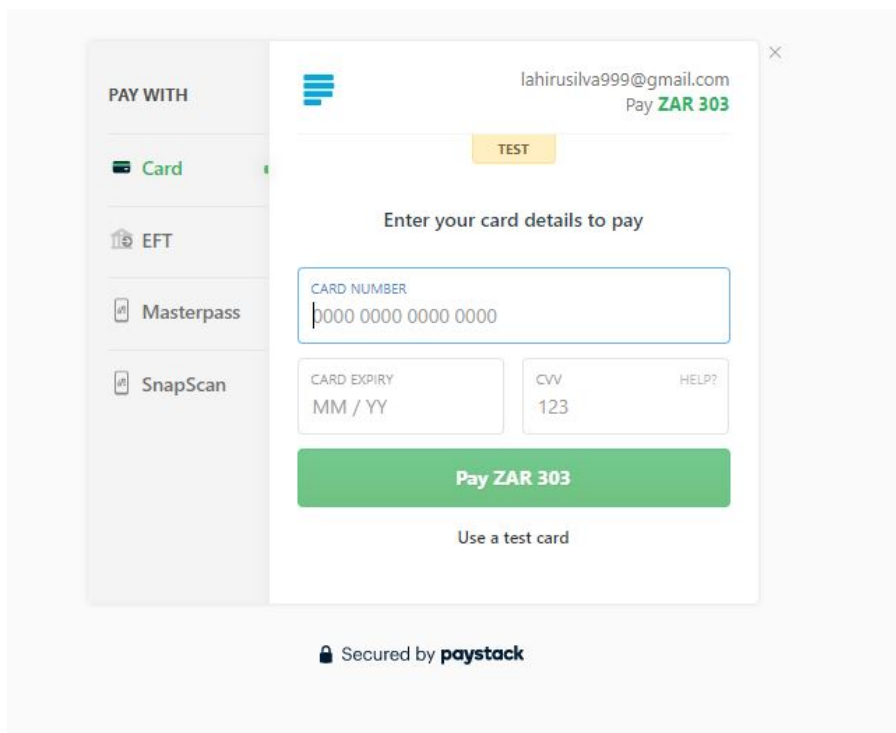 PAY WITH
Card
EFT
Masterpass
SnapScan
lahirusilva999@gmail.com
Pay ZAR 303
TEST
Enter your card details to pay
CARD NUMBER
0000 0000 0000 0000
CARD EXPIRY
MM / YY
CVV HELP?
123
Pay ZAR 303
Use a test card
Secured by paystack